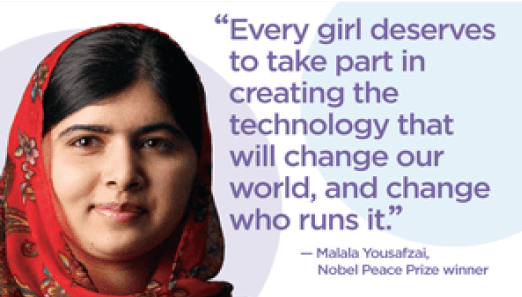 “Every girl deserves
to take part in
creating the
technology that
will change our
world, and change
who runs it.”
— Malala Yousafzai,
Nobel Peace Prize winner